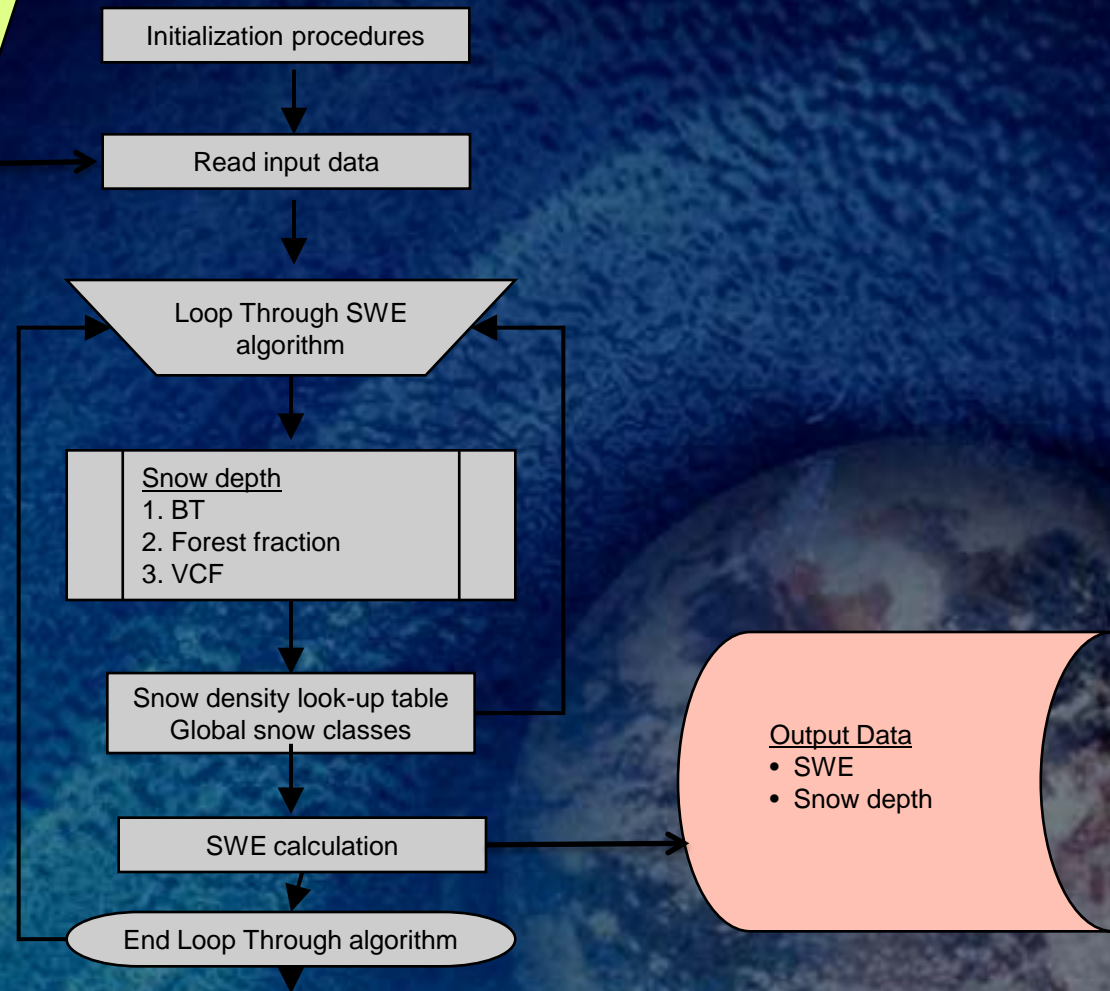 Initialization procedures
Read input data
Loop Through SWE
algorithm
Snow depth
1. BT
2. Forest fraction
3. VCF
Snow density look-up table
Global snow classes
SWE calculation
End Loop Through algorithm
Output Data
• SWE
• Snow depth